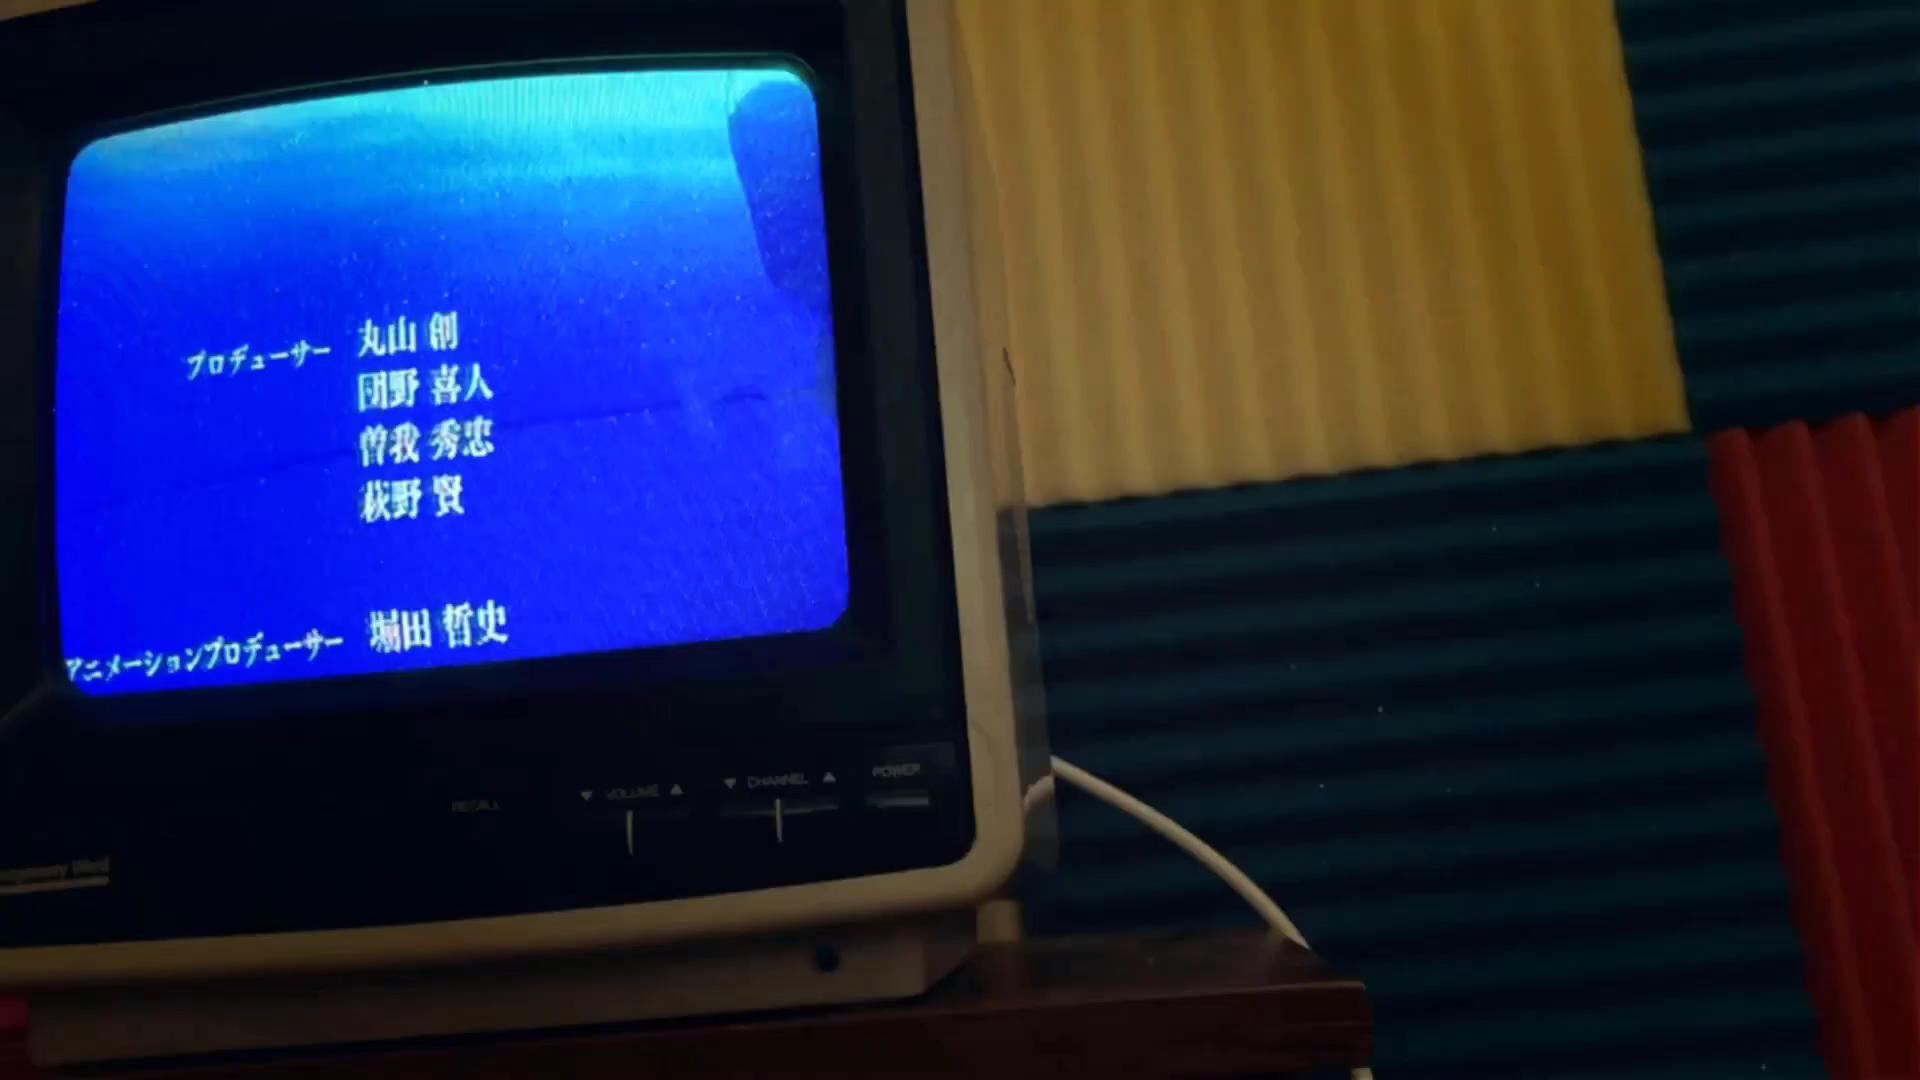 プロデューサー 丸山 創
団野 喜人
曽我 秀忠
萩野 賢
アニメーションプロデューサー 堀田 哲史
RECALL
▼ VOLUME ▲
▼ CHANNEL ▲
POWER